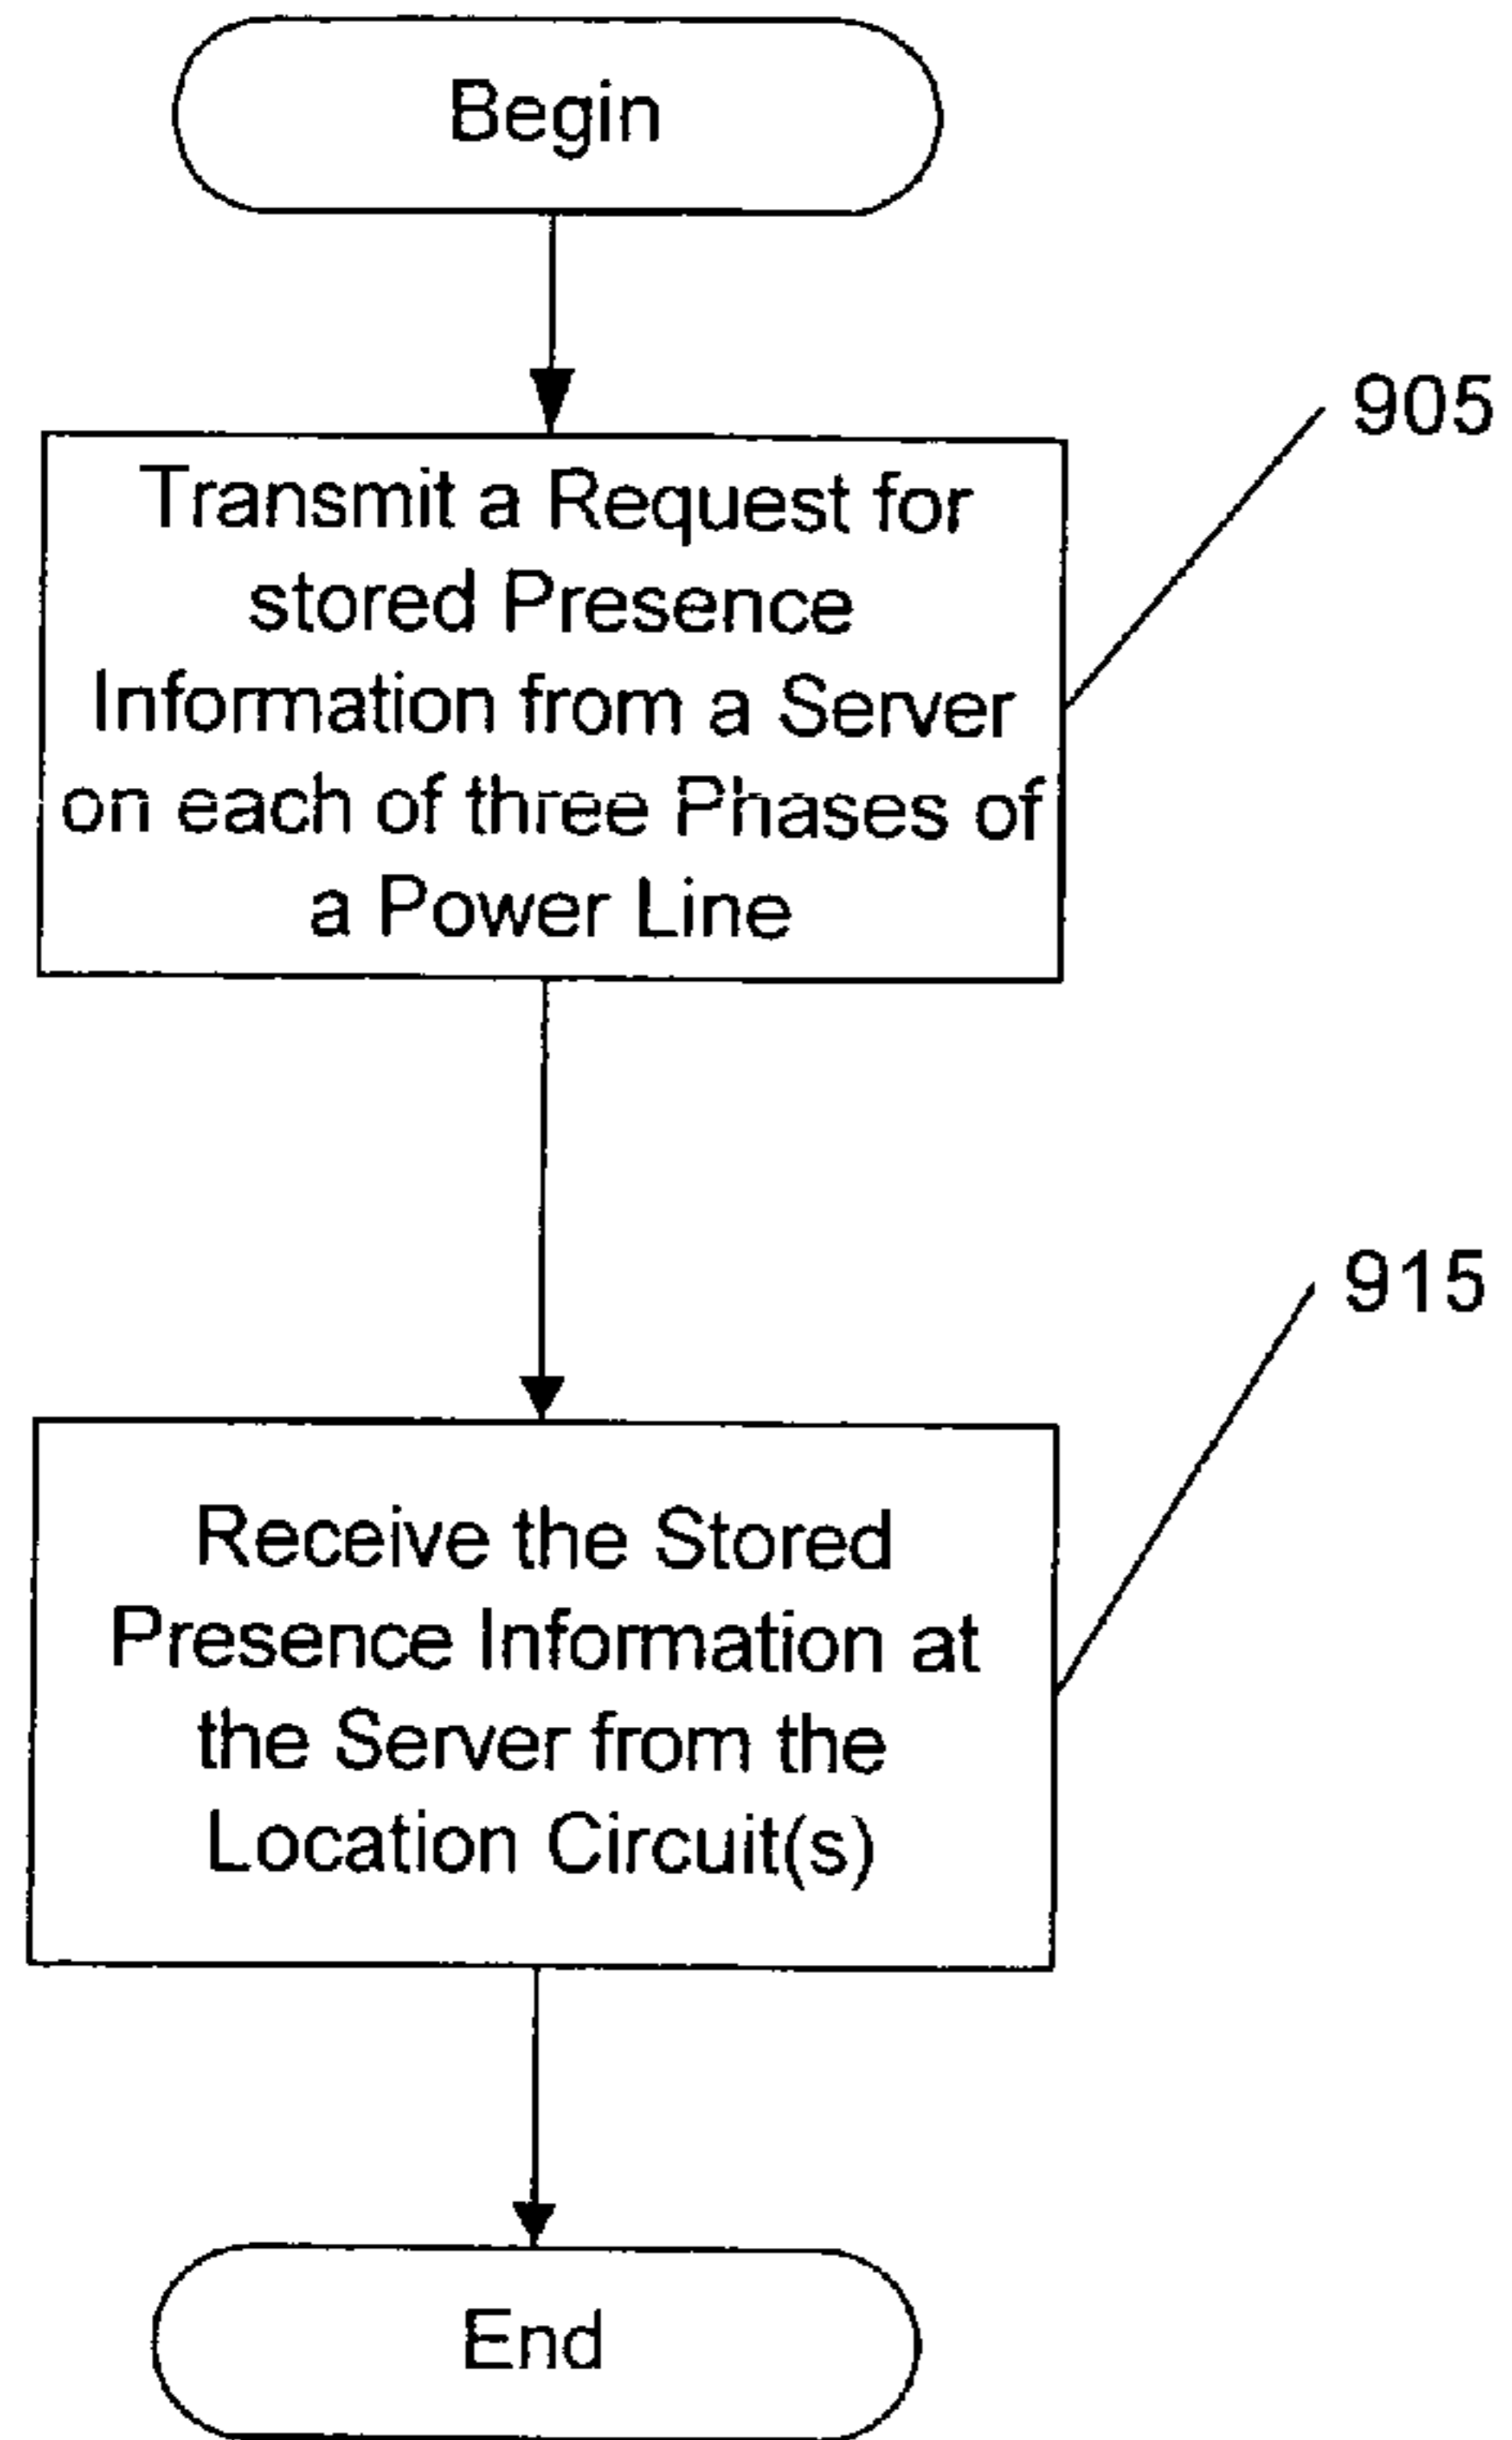 Begin
905
Transmit a Request for
stored Presence
Information from a Server
on each of three Phases of
a Power Line
915
Receive the Stored
Presence Information at
the Server from the
Location Circuit(s)
End